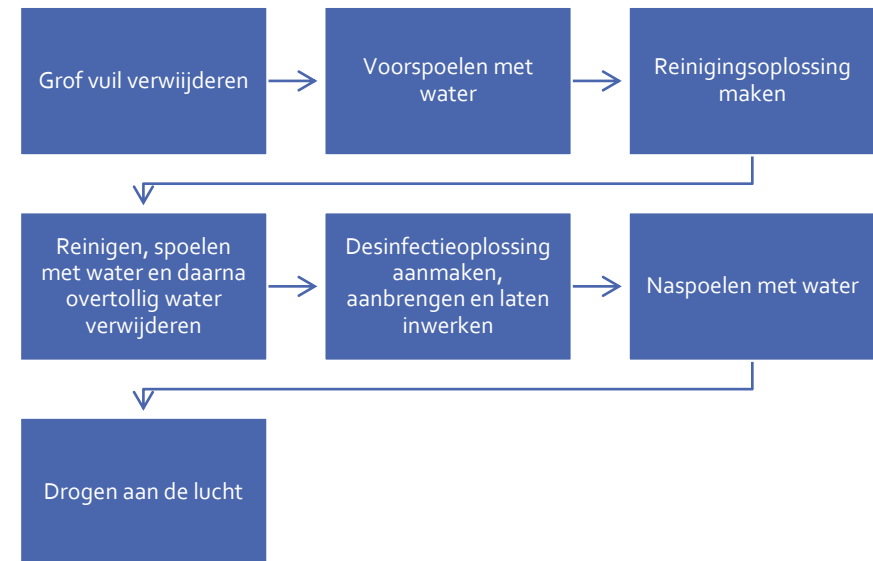 Grof vuil verwiijderen
Voorspoelen met
water
Reinigingsoplossing
maken
Reinigen, spoelen
met water en daarna
overtollig water
verwijderen
Desinfectieoplossing
aanmaken,
aanbrengen en laten
inwerken
Naspoelen met water
Drogen aan de lucht